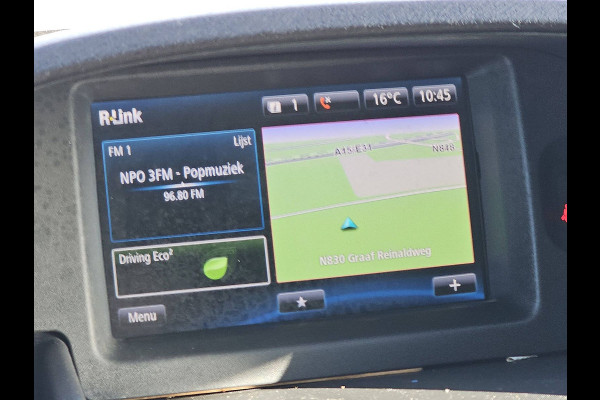 R-Link
1
16°C
10:45
FM 1
Lijst
NPO 3FM - Popmuziek
96.80 FM
A15-E31
N848
Driving Eco²
N830 Graaf Reinaldweg
Menu